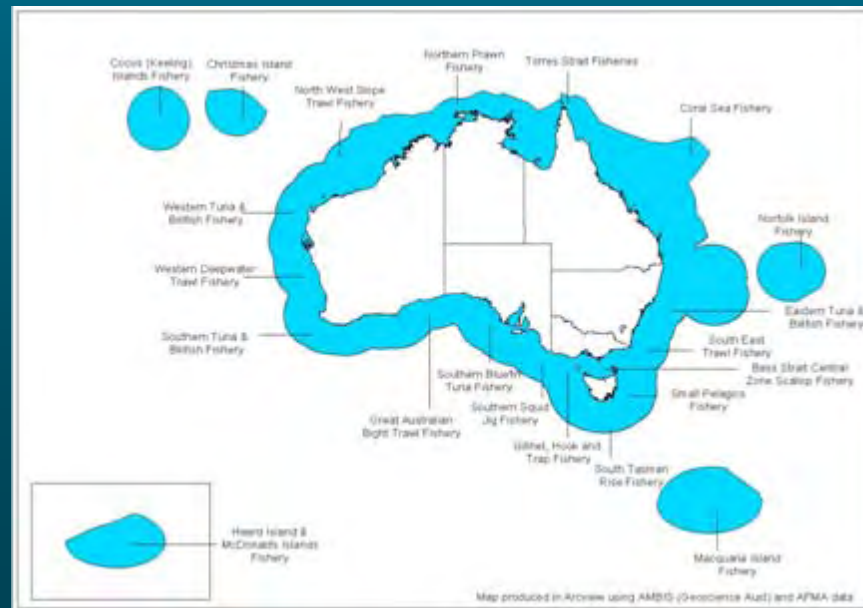 Cocos (Keeling)
Islands Fishery
Christmas Island
Fishery
Northern Prawn
Fishery
Torres Strait Fisheries
North West Slope
Trawl Fishery
Coral Sea Fishery
Western Tuna &
Billfish Fishery
Norfolk Island
Fishery
Western Deepwater
Trawl Fishery
Eastern Tuna &
Billfish Fishery
Southern Tuna &
Billfish Fishery
South East
Trawl Fishery
Southern Bluefin
Tuna Fishery
Bass Strait Central
Zone Scallop Fishery
Great Australian
Bight Trawl Fishery
Southern Squid
Jig Fishery
Small Pelagics
Fishery
Gillnet, Hook and
Trap Fishery
South Tasman
Rise Fishery
Heard Island &
McDonalds Islands
Fishery
Macquarie Island
Fishery
Map produced in Arcview using AMBIS (Geoscience Aust) and AFMA data